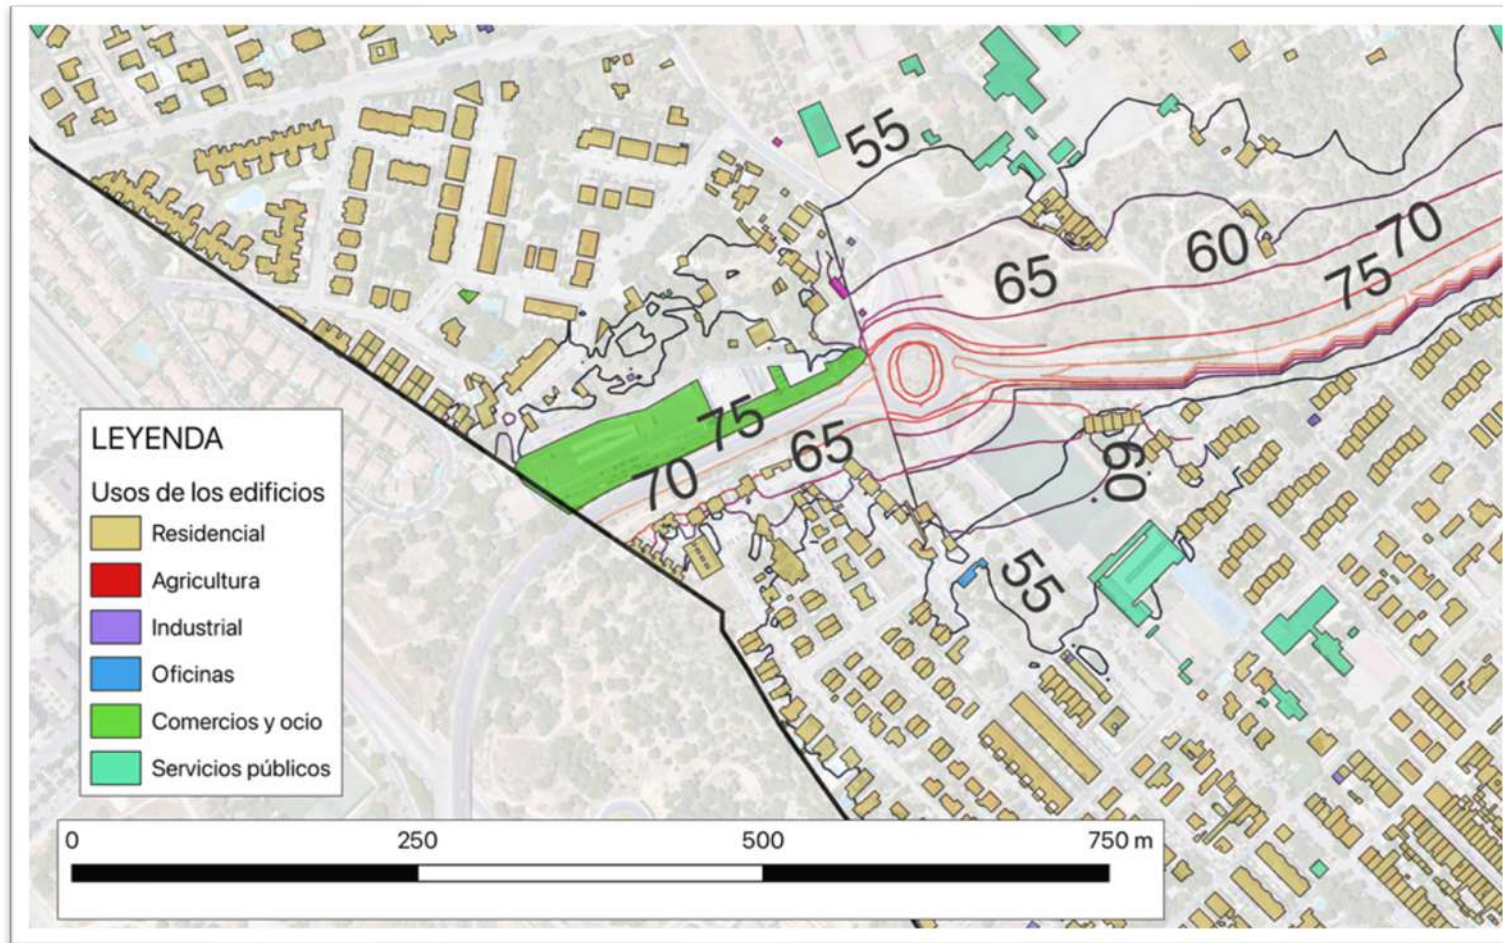 55
70
60
65
75
75
65
70
60
55
LEYENDA
Usos de los edificios
Residencial
Agricultura
Industrial
Oficinas
Comercios y ocio
Servicios públicos
0 250 500 750 m